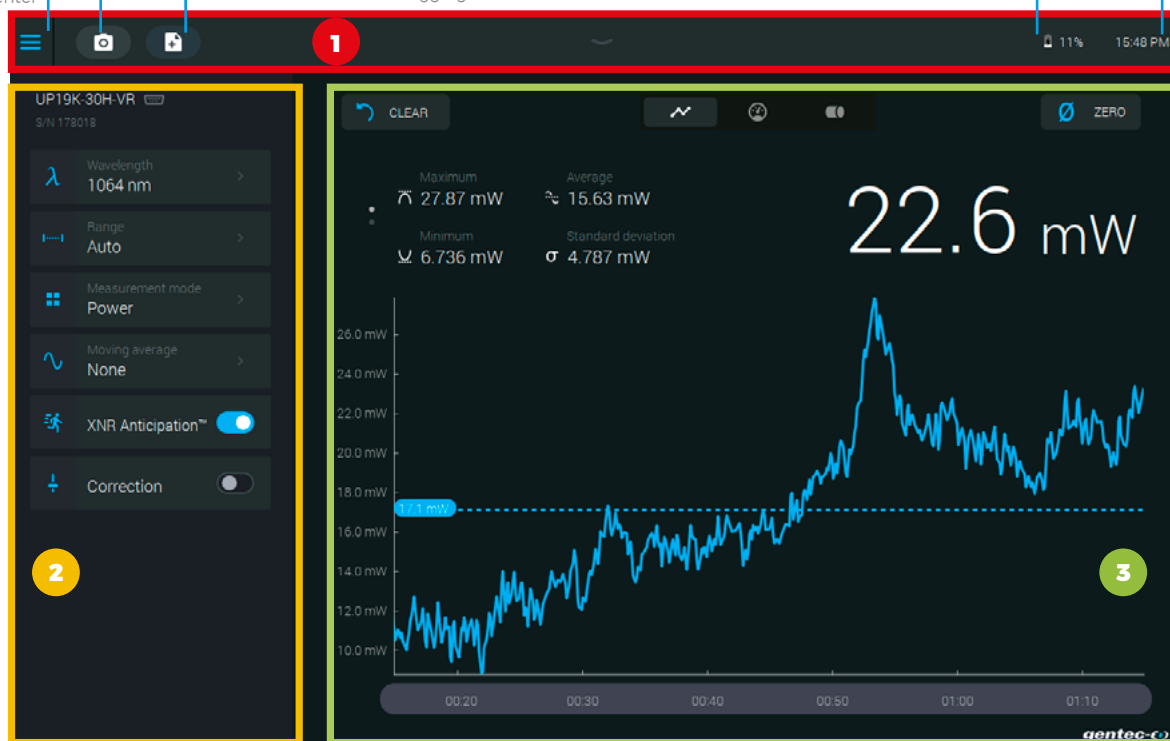 1
11%
15:48 PM
UP19K-30H-VR
S/N 178018
λ
Wavelength
1064 nm
Range
Auto
Measurement mode
Power
Moving average
None
XNR Anticipation™
Correction
2
CLEAR
Ø ZERO
Maximum
27.87 mW
Average
15.63 mW
Minimum
6.736 mW
Standard deviation
σ 4.787 mW
22.6 mW
26.0 mW
24.0 mW
22.0 mW
20.0 mW
18.0 mW
17.1 mW
16.0 mW
14.0 mW
12.0 mW
10.0 mW
3
00:20 00:30 00:40 00:50 01:00 01:10